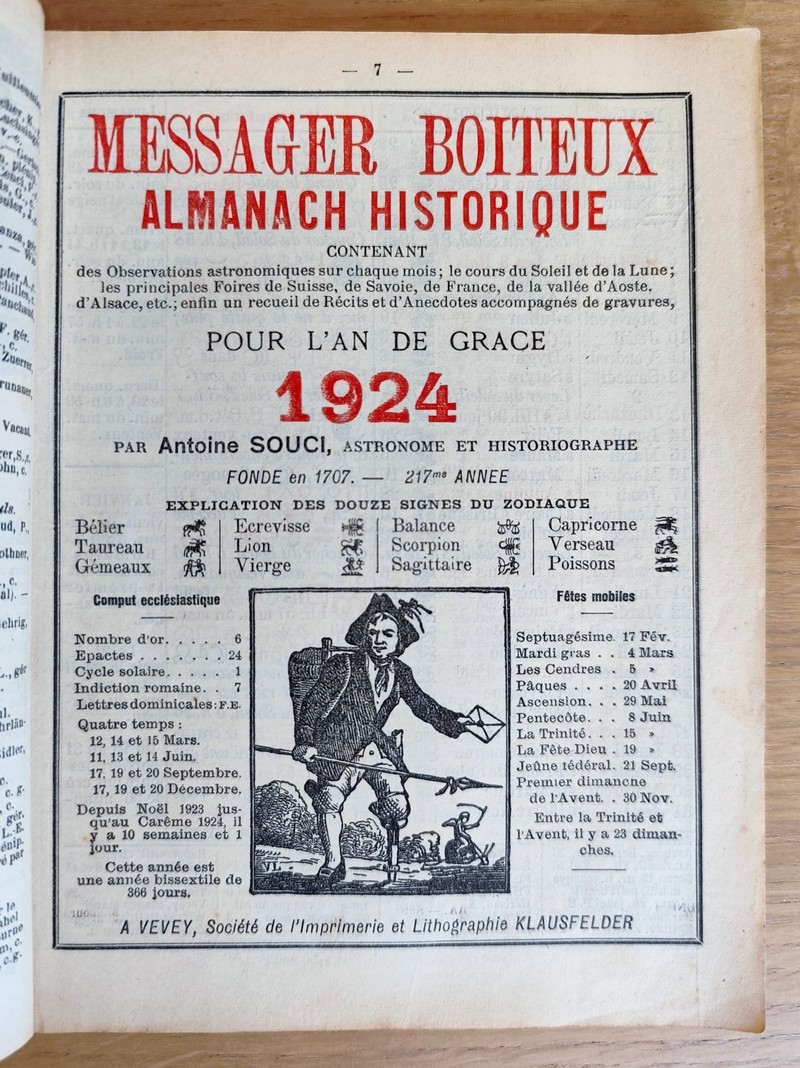 — 7 —
MESSAGER BOITEUX
ALMANACH HISTORIQUE
CONTENANT
des Observations astronomiques sur chaque mois; le cours du Soleil et de la Lune;
les principales Foires de Suisse, de Savoie, de France, de la vallée d'Aoste,
d'Alsace, etc.; enfin un recueil de Récits et d'Anecdotes accompagnés de gravures,
POUR L'AN DE GRACE
1924
PAR Antoine SOUCI, ASTRONOME ET HISTORIOGRAPHE
FONDE en 1707. — 217me ANNEE
EXPLICATION DES DOUZE SIGNES DU ZODIAQUE
Bélier
Taureau
Gémeaux
Ecrevisse
Lion
Vierge
Balance
Scorpion
Sagittaire
Capricorne
Verseau
Poissons
Comput ecclésiastique
Nombre d'or. . . . . 6
Epactes . . . . . . . . 24
Cycle solaire. . . . . 1
Indiction romaine. . 7
Lettres dominicales: F.E.
Quatre temps :
12, 14 et 15 Mars.
11, 13 et 14 Juin.
17, 19 et 20 Septembre.
17, 19 et 20 Décembre.
Depuis Noël 1923 jus-
qu'au Carême 1924, il
y a 10 semaines et 1
jour.
Cette année est
une année bissextile de
366 jours.
VL
Fêtes mobiles
Septuagésime. 17 Fév.
Mardi gras . . 4 Mars
Les Cendres . 5 »
Pâques . . . . 20 Avril
Ascension. . . 29 Mai
Pentecôte. . . 8 Juin
La Trinité. . . 15 »
La Fête-Dieu . 19 »
Jeûne fédéral. 21 Sept.
Premier dimanche
de l'Avent. . 30 Nov.
Entre la Trinité et
l'Avent, il y a 23 diman-
ches.
A VEVEY, Société de l'Imprimerie et Lithographie KLAUSFELDER